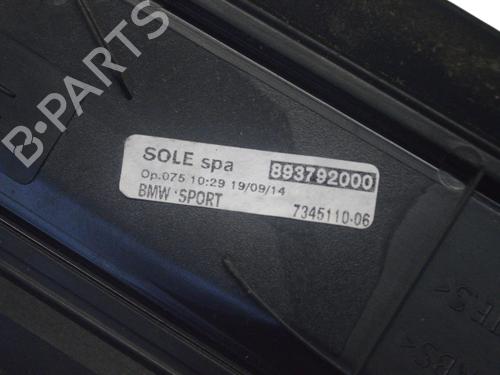 B-PARTS
SOLE spa 893792000
Op.075 10:29 19/09/14
BMW SPORT 7345110-06